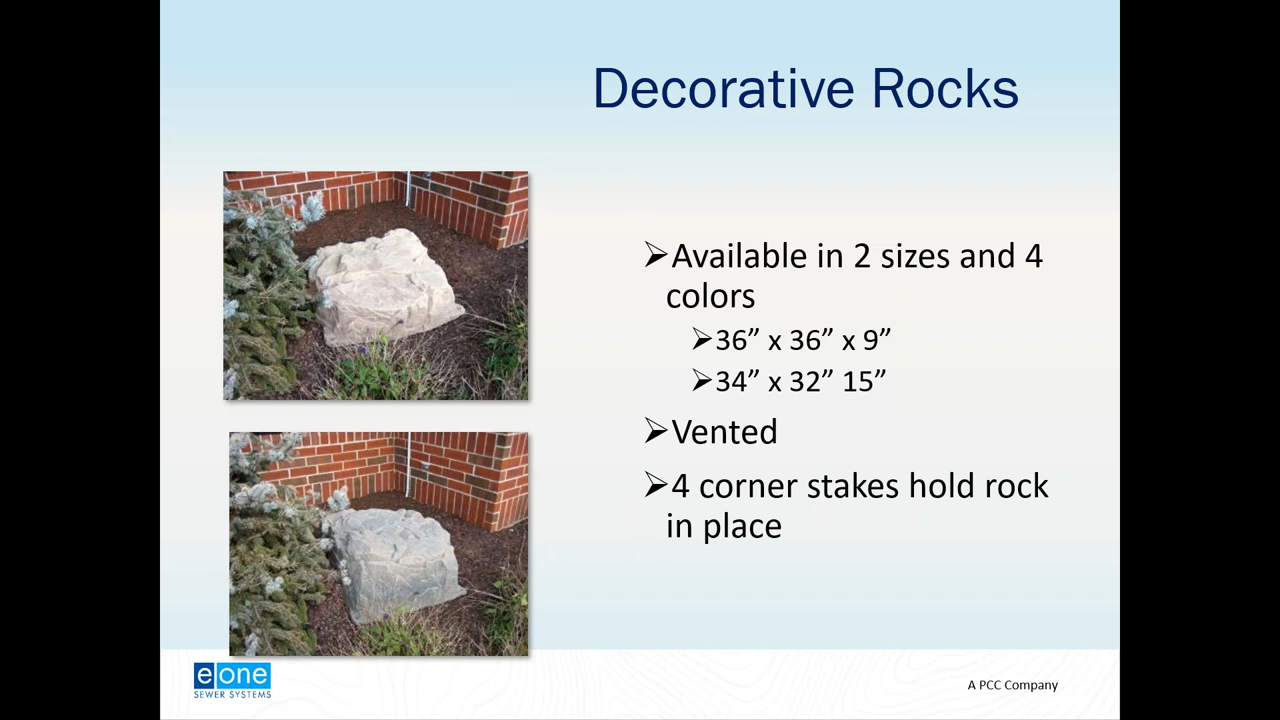 Decorative Rocks
➢Available in 2 sizes and 4
colors
➢36” x 36” x 9”
➢34” x 32” 15”
➢Vented
➢4 corner stakes hold rock
in place
e one
SEWER SYSTEMS
A PCC Company